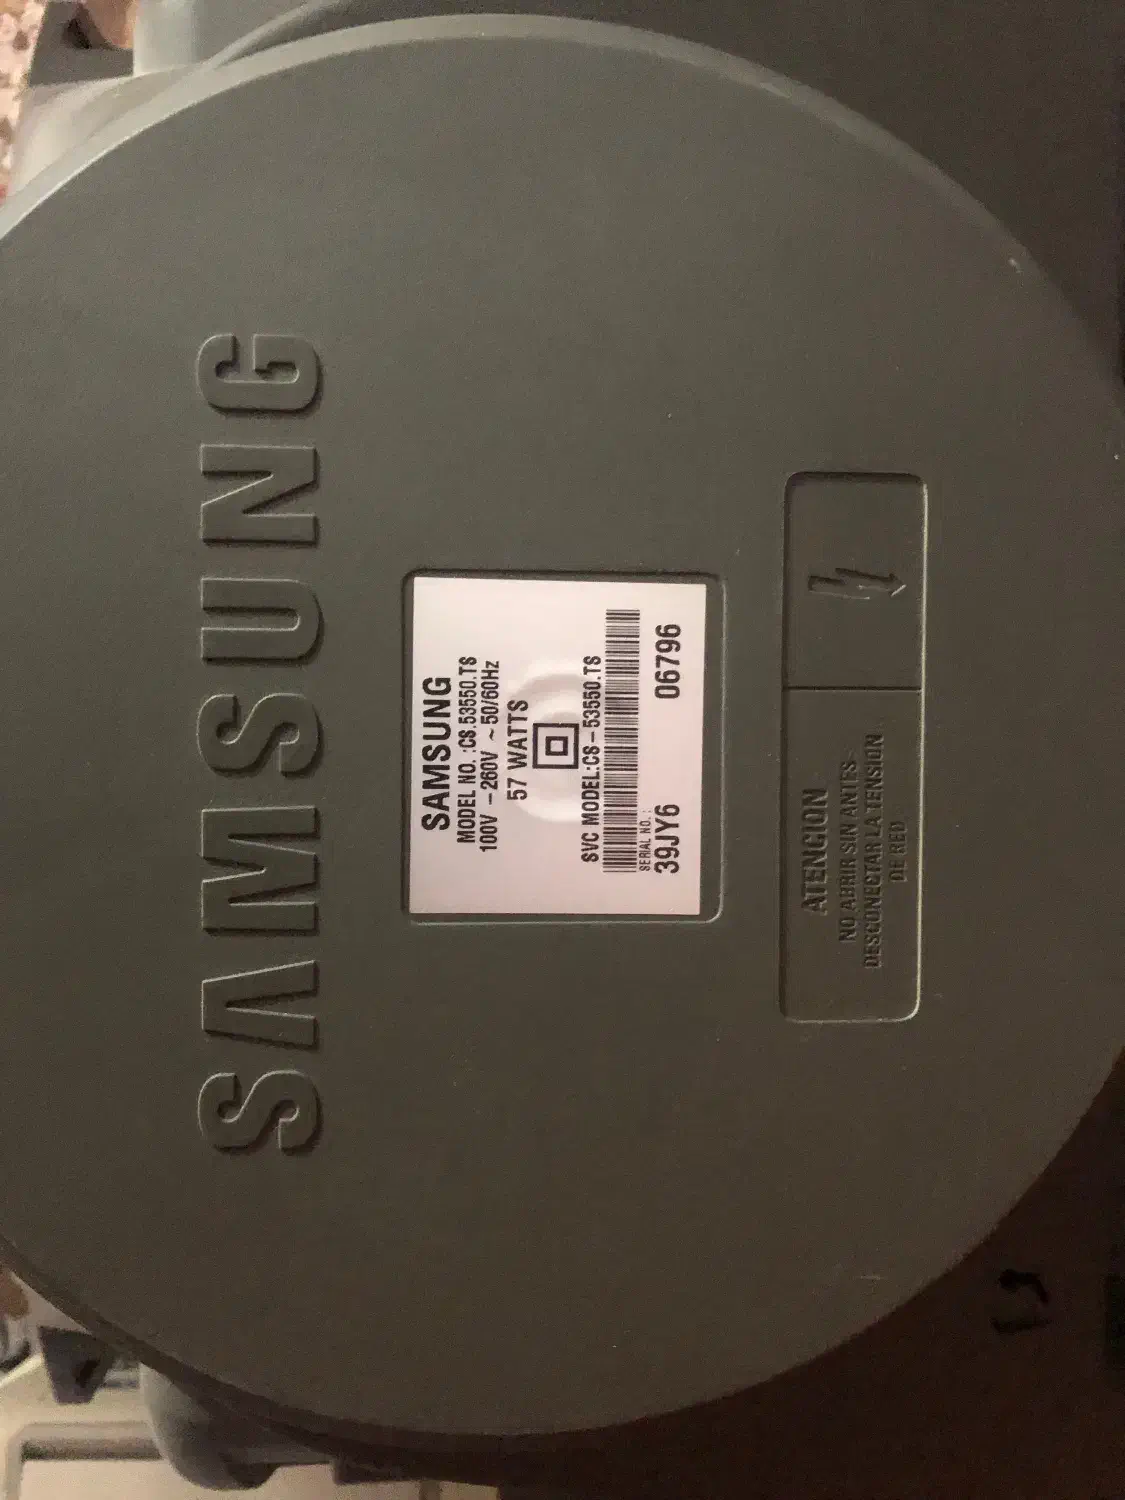 SAMSUNG
SAMSUNG
MODEL NO. :CS.53550.TS
100V -260V ~ 50/60Hz
57 WATTS
SVC MODEL:CS-53550.TS
SERIAL NO.:
39JY6 06796
ATENCION
NO ABRIR SIN ANTES
DESCONECTAR LA TENSION
DE RED